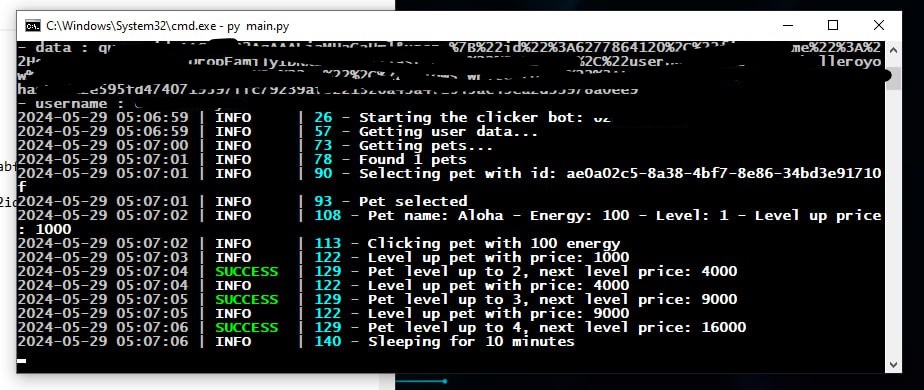 C:\Windows\System32\cmd.exe - py main.py
- data :
%7B%22id%22%3A6277864120%2C%22
me%22%3A%2
2H
%2C%22user
lleroyo
w%
ha
- username :
2024-05-29 05:06:59 | INFO | 26 - Starting the clicker bot:
2024-05-29 05:06:59 | INFO | 57 - Getting user data...
2024-05-29 05:07:00 | INFO | 73 - Getting pets...
2024-05-29 05:07:01 | INFO | 78 - Found 1 pets
2024-05-29 05:07:01 | INFO | 90 - Selecting pet with id: ae0a02c5-8a38-4bf7-8e86-34bd3e91710
f
2024-05-29 05:07:01 | INFO | 93 - Pet selected
2024-05-29 05:07:02 | INFO | 108 - Pet name: Aloha - Energy: 100 - Level: 1 - Level up price
: 1000
2024-05-29 05:07:02 | INFO | 113 - Clicking pet with 100 energy
2024-05-29 05:07:03 | INFO | 122 - Level up pet with price: 1000
2024-05-29 05:07:04 | SUCCESS | 129 - Pet level up to 2, next level price: 4000
2024-05-29 05:07:04 | INFO | 122 - Level up pet with price: 4000
2024-05-29 05:07:05 | SUCCESS | 129 - Pet level up to 3, next level price: 9000
2024-05-29 05:07:05 | INFO | 122 - Level up pet with price: 9000
2024-05-29 05:07:06 | SUCCESS | 129 - Pet level up to 4, next level price: 16000
2024-05-29 05:07:06 | INFO | 140 - Sleeping for 10 minutes